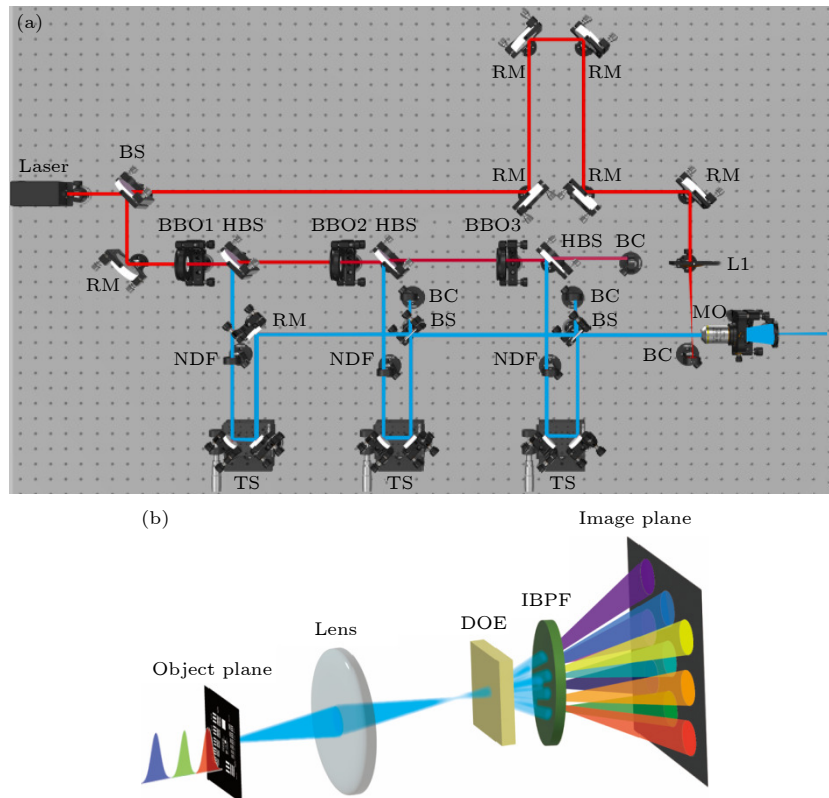 (a)
RM RM
BS
Laser
RM RM RM
BBO1 HBS BBO2 HBS BBO3
HBS BC
RM L1
BC BC
RM MO
BS BS
NDF NDF NDF BC
TS TS TS
(b)
Image plane
IBPF
DOE
Lens
Object plane